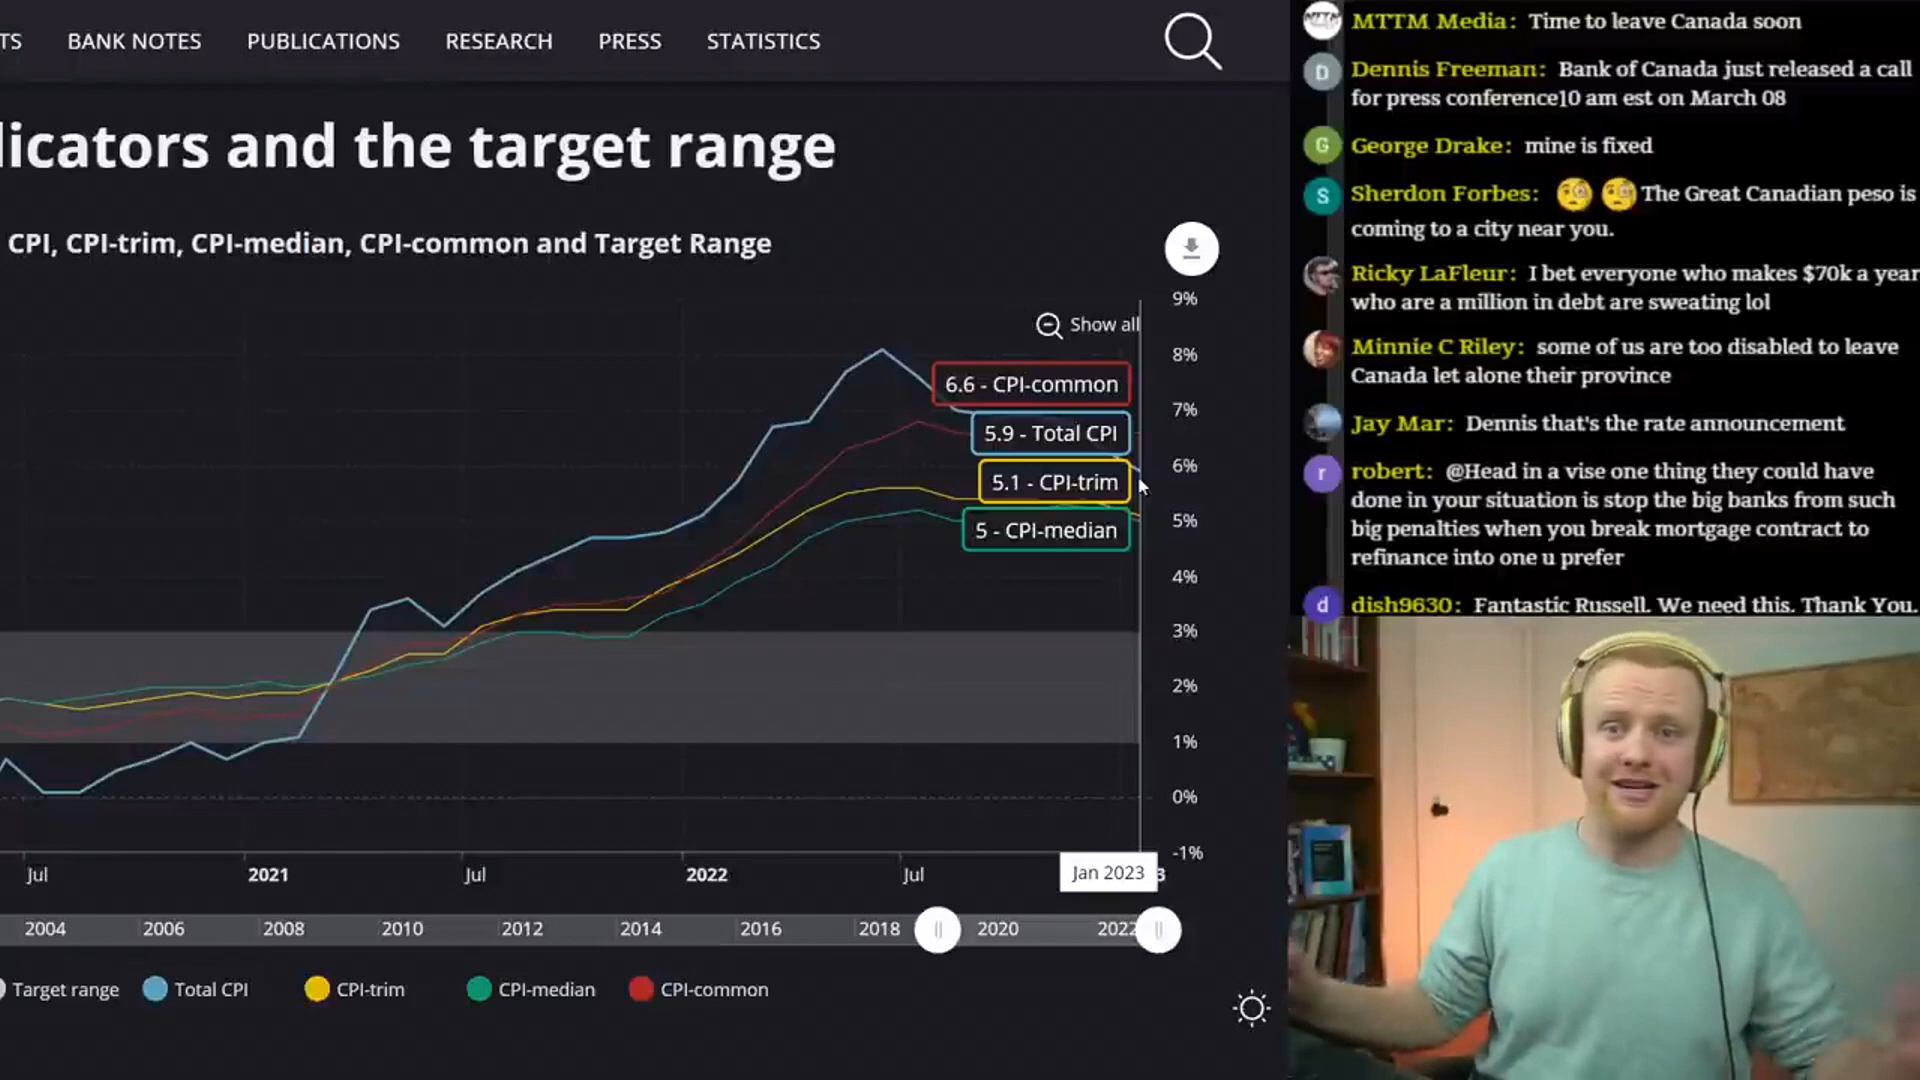 TS BANK NOTES PUBLICATIONS RESEARCH PRESS STATISTICS
licators and the target range
CPI, CPI-trim, CPI-median, CPI-common and Target Range
Show all
9%
8%
7%
6%
5%
4%
3%
2%
1%
0%
-1%
6.6 - CPI-common
5.9 - Total CPI
5.1 - CPI-trim
5 - CPI-median
Jul 2021 Jul 2022 Jul Jan 2023 3
2004 2006 2008 2010 2012 2014 2016 2018 2020 2022
Target range Total CPI CPI-trim CPI-median CPI-common
MTTM Media: Time to leave Canada soon
D Dennis Freeman: Bank of Canada just released a call
for press conference10 am est on March 08
G George Drake: mine is fixed
S Sherdon Forbes: 🧐 🧐 The Great Canadian peso is
coming to a city near you.
Ricky LaFleur: I bet everyone who makes $70k a year
who are a million in debt are sweating lol
Minnie C Riley: some of us are too disabled to leave
Canada let alone their province
Jay Mar: Dennis that's the rate announcement
r robert: @Head in a vise one thing they could have
done in your situation is stop the big banks from such
big penalties when you break mortgage contract to
refinance into one u prefer
d dish9630: Fantastic Russell. We need this. Thank You.